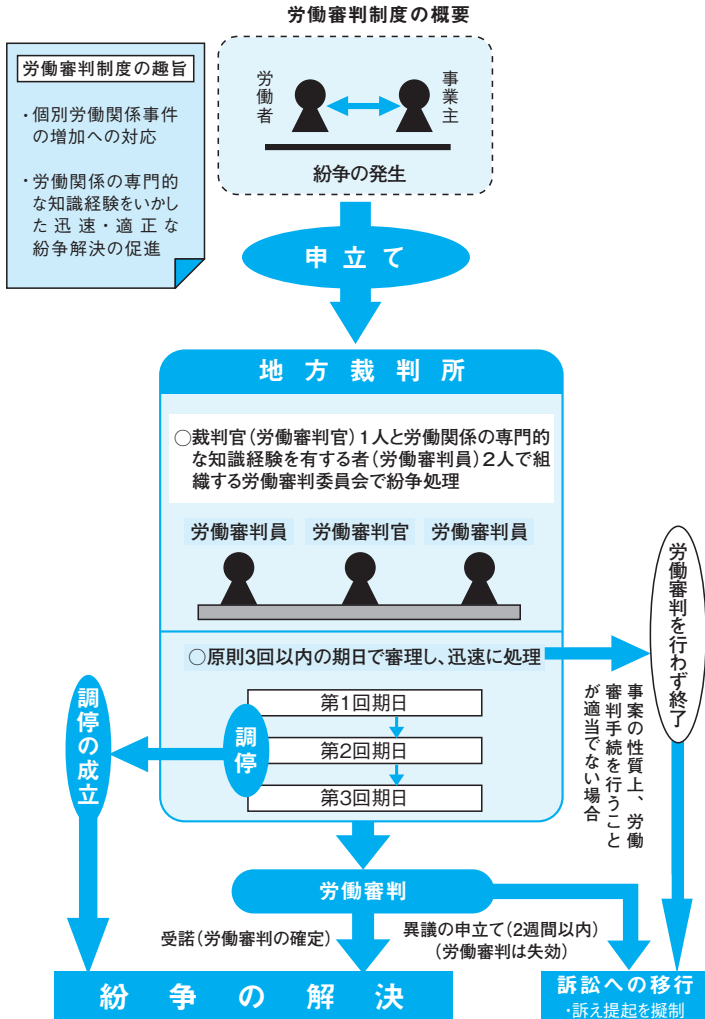 労働審判制度の概要
労働審判制度の趣旨
・個別労働関係事件
の増加への対応
・労働関係の専門的
な知識経験をいかし
た迅速・適正な
紛争解決の促進
労働者
事業主
紛争の発生
申立て
地方裁判所
○裁判官(労働審判官)1人と労働関係の専門的
な知識経験を有する者(労働審判員)2人で組
織する労働審判委員会で紛争処理
労働審判員
労働審判官
労働審判員
○原則3回以内の期日で審理し、迅速に処理
第1回期日
第2回期日
第3回期日
調停
調停の成立
労働審判を行わず終了
事案の性質上、労働
審判手続を行うこと
が適当でない場合
労働審判
受諾(労働審判の確定)
異議の申立て(2週間以内)
(労働審判は失効)
紛争の解決
訴訟への移行
・訴え提起を擬制